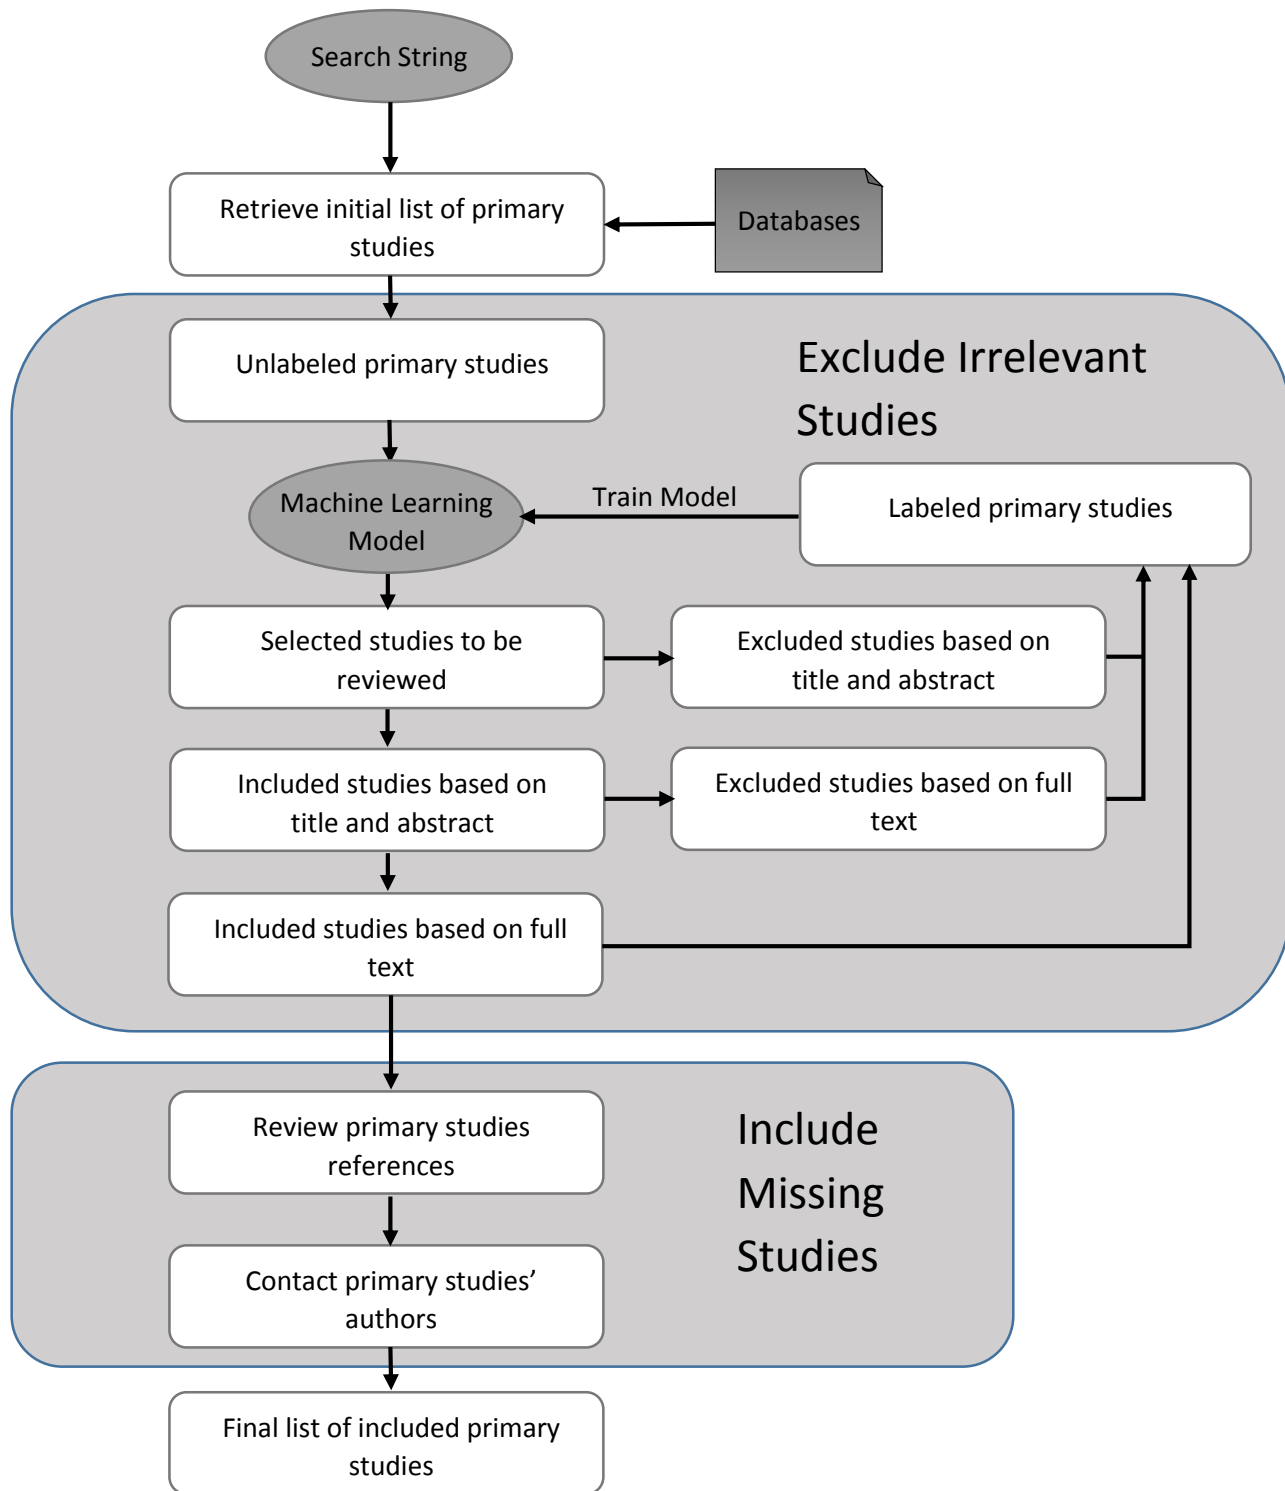 Search String
Retrieve initial list of primary
studies
Databases
Unlabeled primary studies
Exclude Irrelevant
Studies
Machine Learning
Model
Train Model
Labeled primary studies
Selected studies to be
reviewed
Excluded studies based on
title and abstract
Included studies based on
title and abstract
Excluded studies based on full
text
Included studies based on full
text
Review primary studies
references
Include
Missing
Studies
Contact primary studies’
authors
Final list of included primary
studies